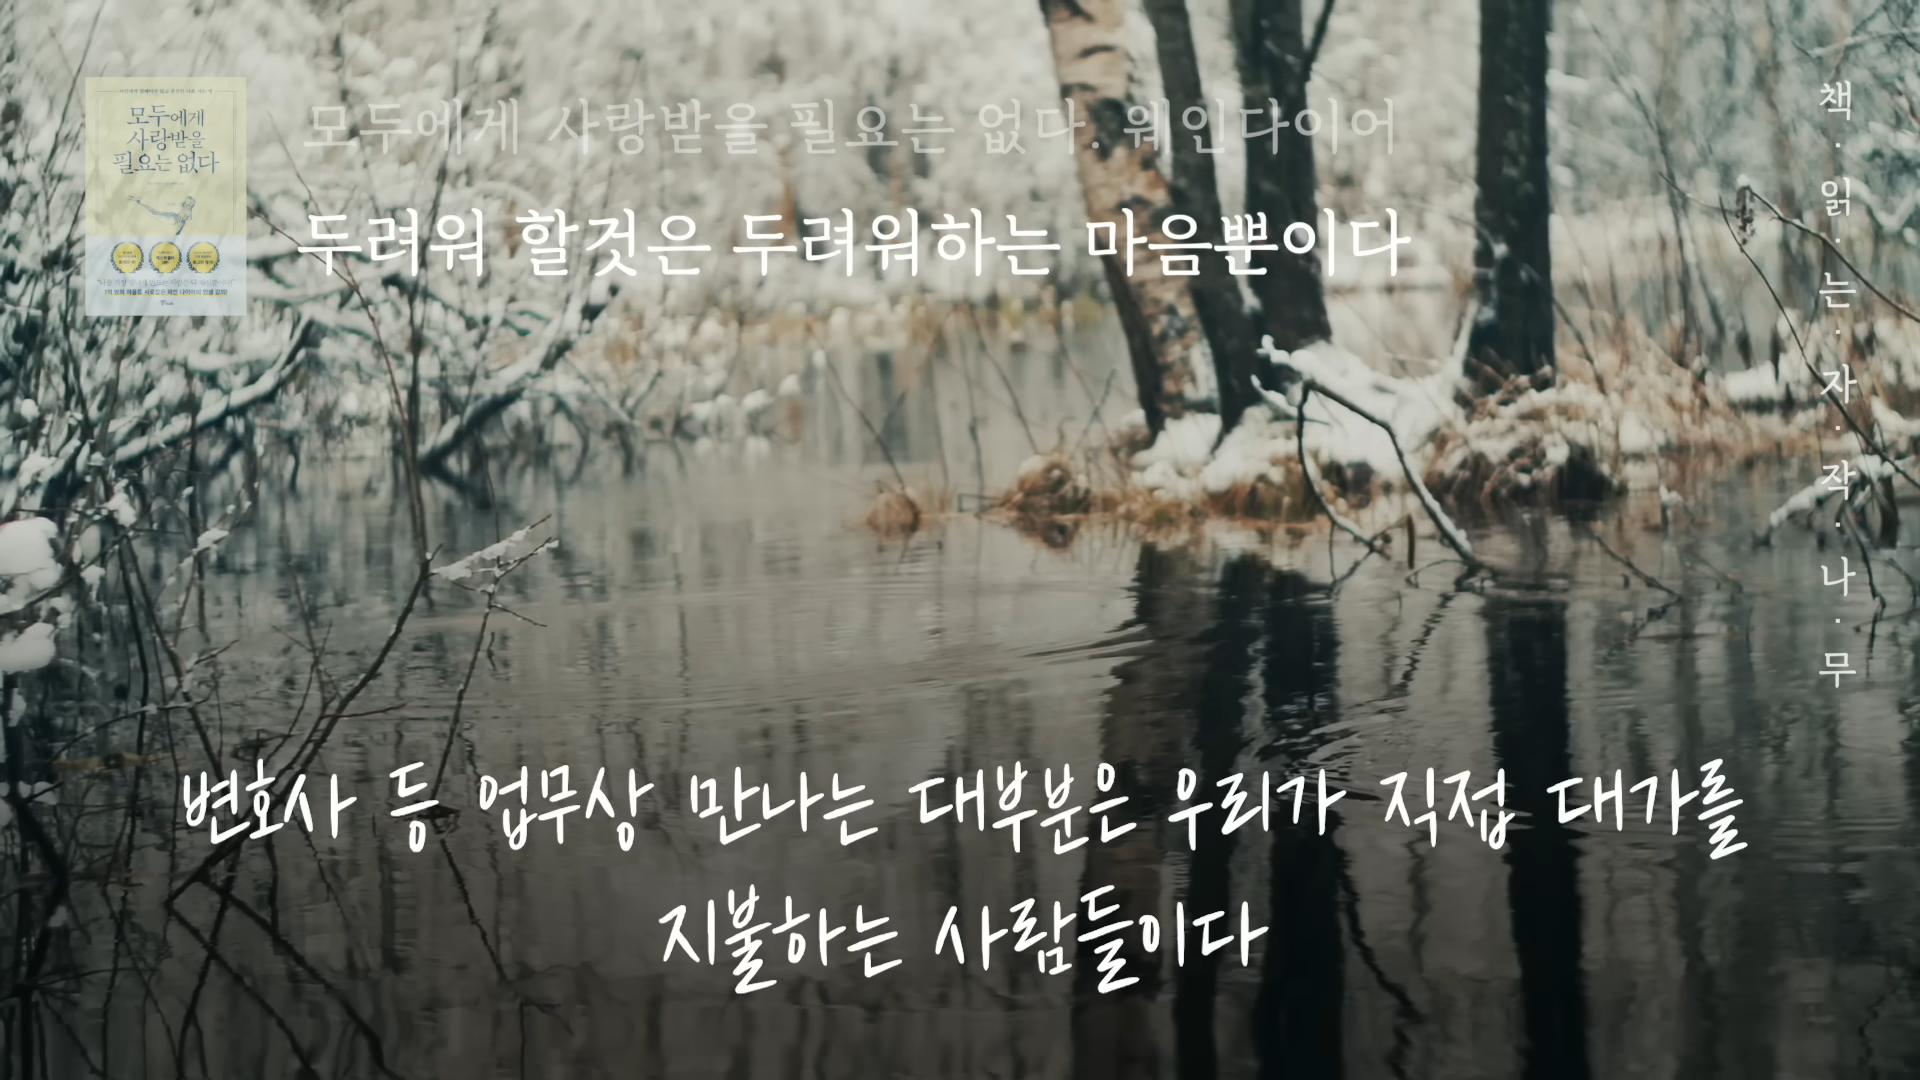 모두에게
사랑받을
필요는 없다
모두에게 사랑받을 필요는 없다. 웨인다이어
두려워 할것은 두려워하는 마음뿐이다
책·읽·는·자·작·나·무
변호사 등 업무상 만나는 대부분은 우리가 직접 대가를
지불하는 사람들이다